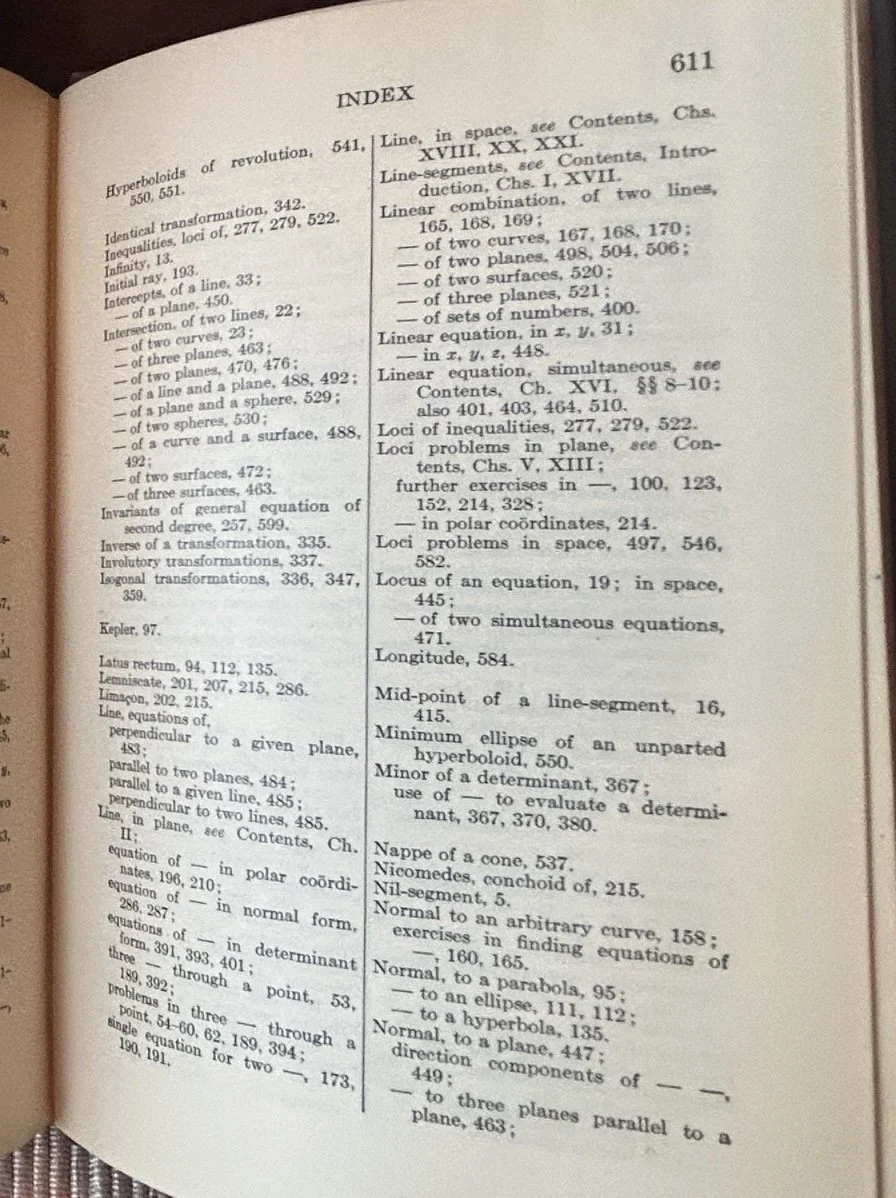 611
INDEX
Hyperboloids of revolution, 541,
550, 551.
Identical transformation, 342.
Inequalities, loci of, 277, 279, 522.
Infinity, 13.
Initial ray, 193.
Intercepts, of a line, 33;
— of a plane, 450.
Intersection, of two lines, 22;
— of two curves, 23;
— of three planes, 463;
— of two planes, 470, 476;
— of a line and a plane, 488, 492;
— of a plane and a sphere, 529;
— of two spheres, 530;
— of a curve and a surface, 488,
492;
— of two surfaces, 472;
— of three surfaces, 463.
Invariants of general equation of
second degree, 257, 599.
Inverse of a transformation, 335.
Involutory transformations, 337.
Isogonal transformations, 336, 347,
359.
Kepler, 97.
Latus rectum, 94, 112, 135.
Lemniscate, 201, 207, 215, 286.
Limaçon, 202, 215.
Line, equations of,
perpendicular to a given plane,
483;
parallel to two planes, 484;
parallel to a given line, 485;
perpendicular to two lines, 485.
Line, in plane, see Contents, Ch.
II;
equation of — in polar coördi-
nates, 196, 210;
equation of — in normal form,
286, 287;
equations of — in determinant
form, 391, 393, 401;
three — through a point, 53,
189, 392;
problems in three — through a
point, 54-60, 62, 189, 394;
single equation for two —, 173,
190, 191.
Line, in space, see Contents, Chs.
XVIII, XX, XXI.
Line-segments, see Contents, Intro-
duction, Chs. I, XVII.
Linear combination, of two lines,
165, 168, 169;
— of two curves, 167, 168, 170;
— of two planes, 498, 504, 506;
— of two surfaces, 520;
— of three planes, 521;
— of sets of numbers, 400.
Linear equation, in x, y, 31;
— in x, y, z, 448.
Linear equation, simultaneous, see
Contents, Ch. XVI, §§ 8-10;
also 401, 403, 464, 510.
Loci of inequalities, 277, 279, 522.
Loci problems in plane, see Con-
tents, Chs. V, XIII;
further exercises in —, 100, 123,
152, 214, 328;
— in polar coördinates, 214.
Loci problems in space, 497, 546,
582.
Locus of an equation, 19; in space,
445;
— of two simultaneous equations,
471.
Longitude, 584.
Mid-point of a line-segment, 16,
415.
Minimum ellipse of an unparted
hyperboloid, 550.
Minor of a determinant, 367;
use of — to evaluate a determi-
nant, 367, 370, 380.
Nappe of a cone, 537.
Nicomedes, conchoid of, 215.
Nil-segment, 5.
Normal to an arbitrary curve, 158;
exercises in finding equations of
—, 160, 165.
Normal, to a parabola, 95;
— to an ellipse, 111, 112;
— to a hyperbola, 135.
Normal, to a plane, 447;
direction components of — —,
449;
— to three planes parallel to a
plane, 463;